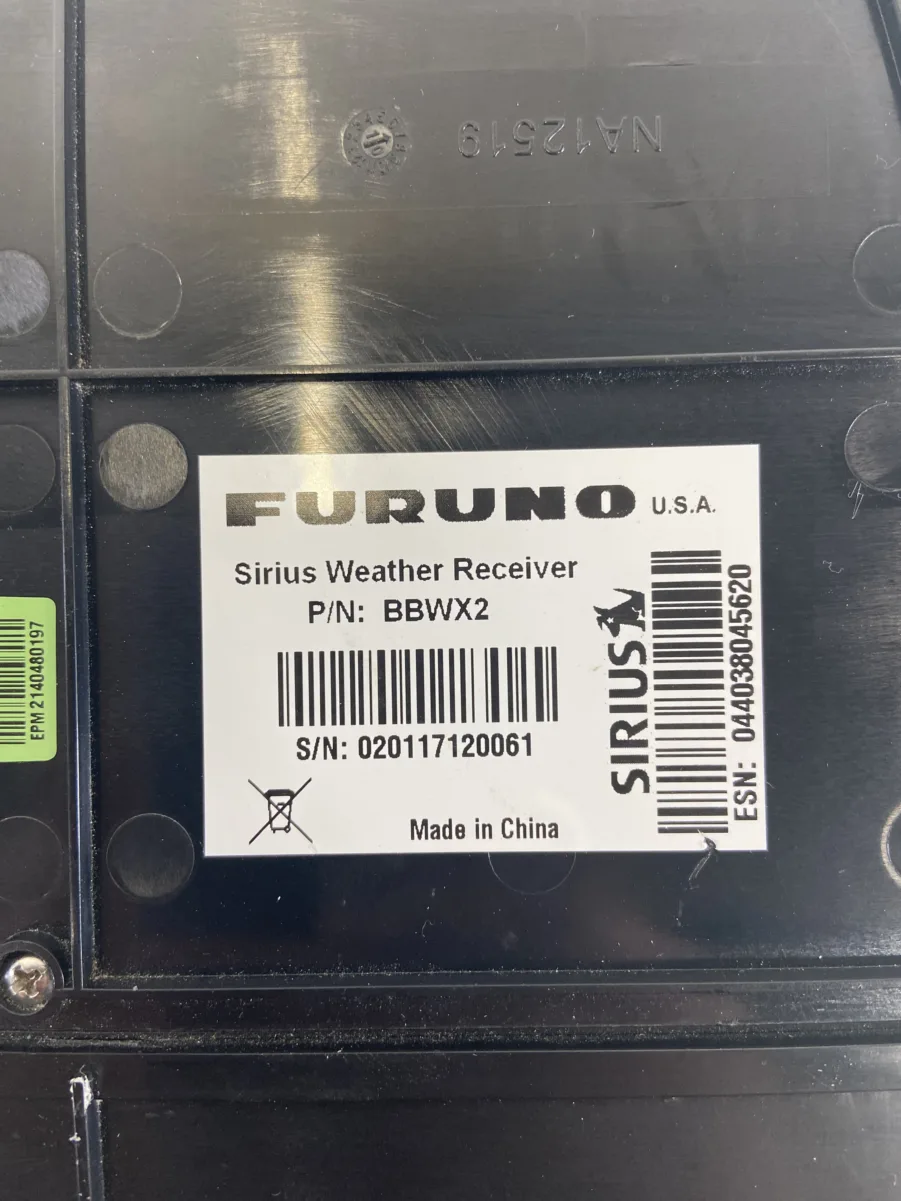 NA12519
FURUNO U.S.A.
Sirius Weather Receiver
P/N: BBWX2
S/N: 020117120061
Made in China
SIRIUS
ESN: 044038045620
EPM 2140480197